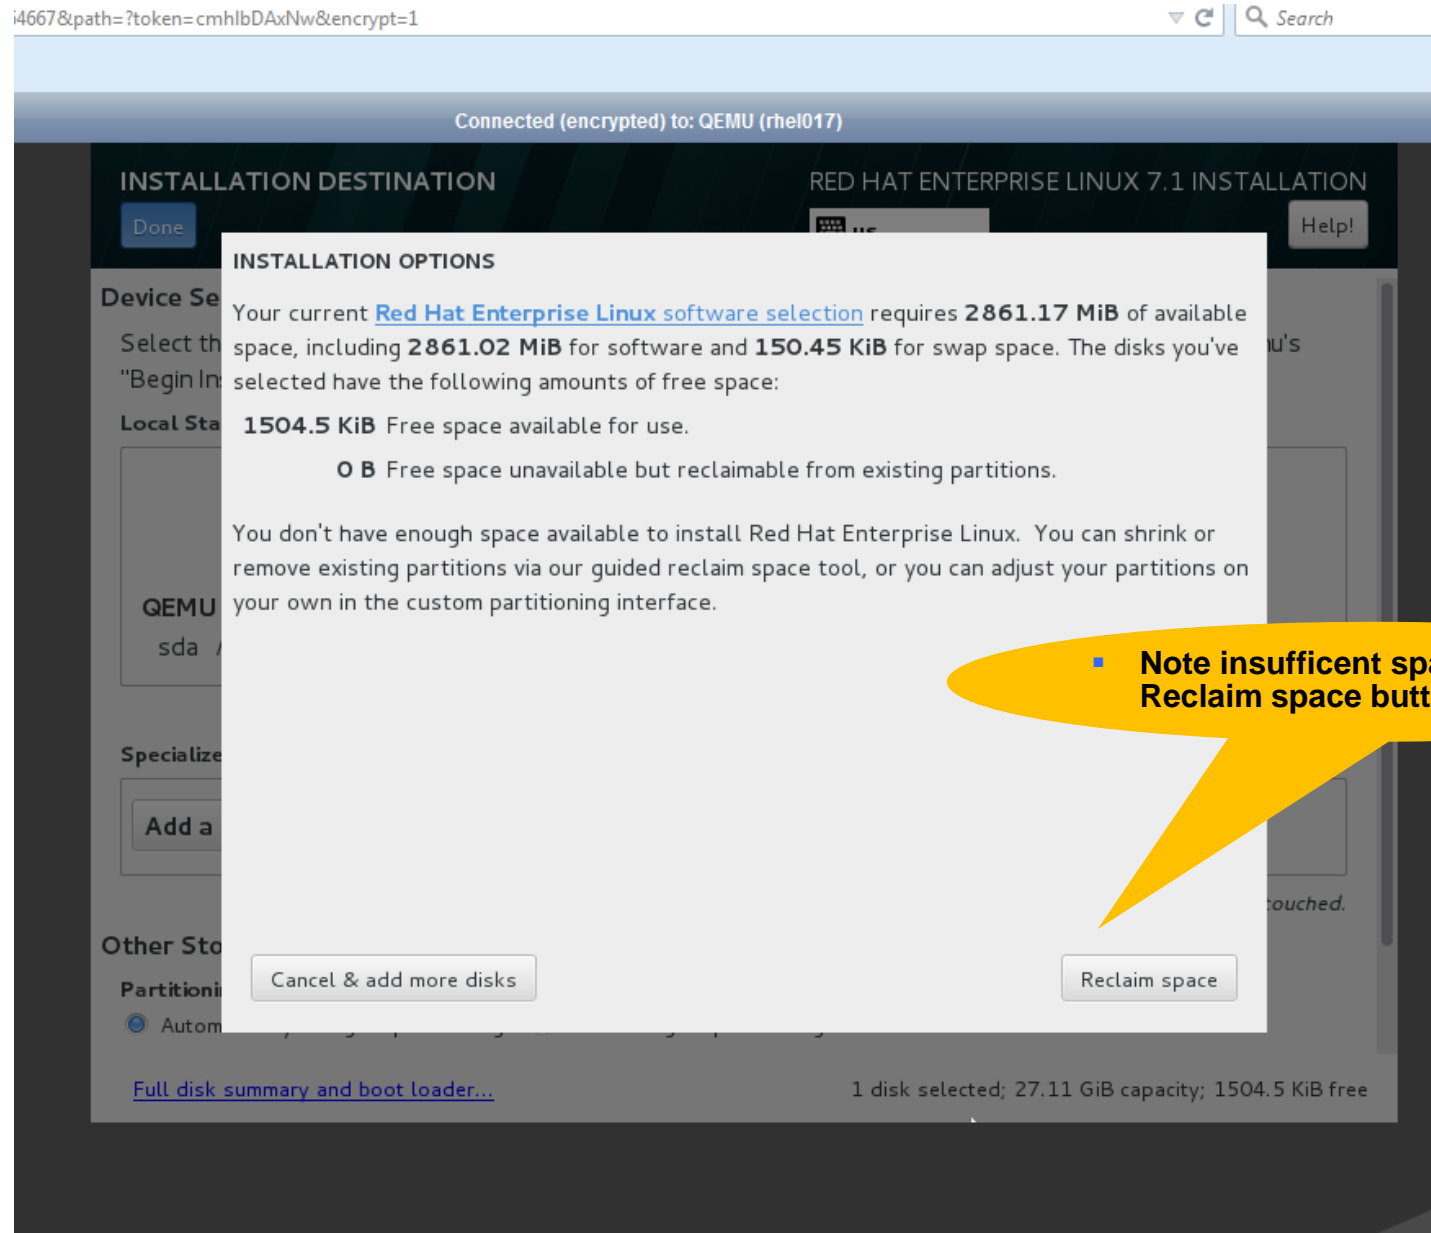 54667&path=?token=cmhlbDAxNw&encrypt=1
Search
Connected (encrypted) to: QEMU (rhel017)
INSTALLATION DESTINATION
RED HAT ENTERPRISE LINUX 7.1 INSTALLATION
Done
us
Help!
INSTALLATION OPTIONS
Device Se
Your current Red Hat Enterprise Linux software selection requires 2861.17 MiB of available
Select th
space, including 2861.02 MiB for software and 150.45 KiB for swap space. The disks you've
nu's
"Begin In
selected have the following amounts of free space:
Local Sta
1504.5 KiB Free space available for use.
0 B Free space unavailable but reclaimable from existing partitions.
You don't have enough space available to install Red Hat Enterprise Linux. You can shrink or
remove existing partitions via our guided reclaim space tool, or you can adjust your partitions on
your own in the custom partitioning interface.
QEMU
sda /
Note insufficent spa
Reclaim space butt
Specialize
Add a
touched.
Other Sto
Cancel & add more disks
Reclaim space
Partitioni
Autom
Full disk summary and boot loader...
1 disk selected; 27.11 GiB capacity; 1504.5 KiB free